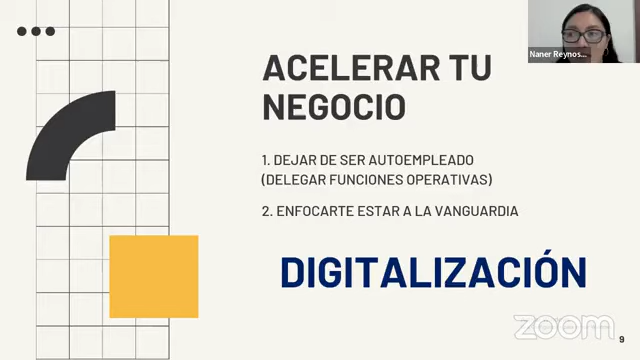 Naner Reynos...
ACELERAR TU
NEGOCIO
1. DEJAR DE SER AUTOEMPLEADO
(DELEGAR FUNCIONES OPERATIVAS)
2. ENFOCARTE ESTAR A LA VANGUARDIA
DIGITALIZACIÓN
zoom
9